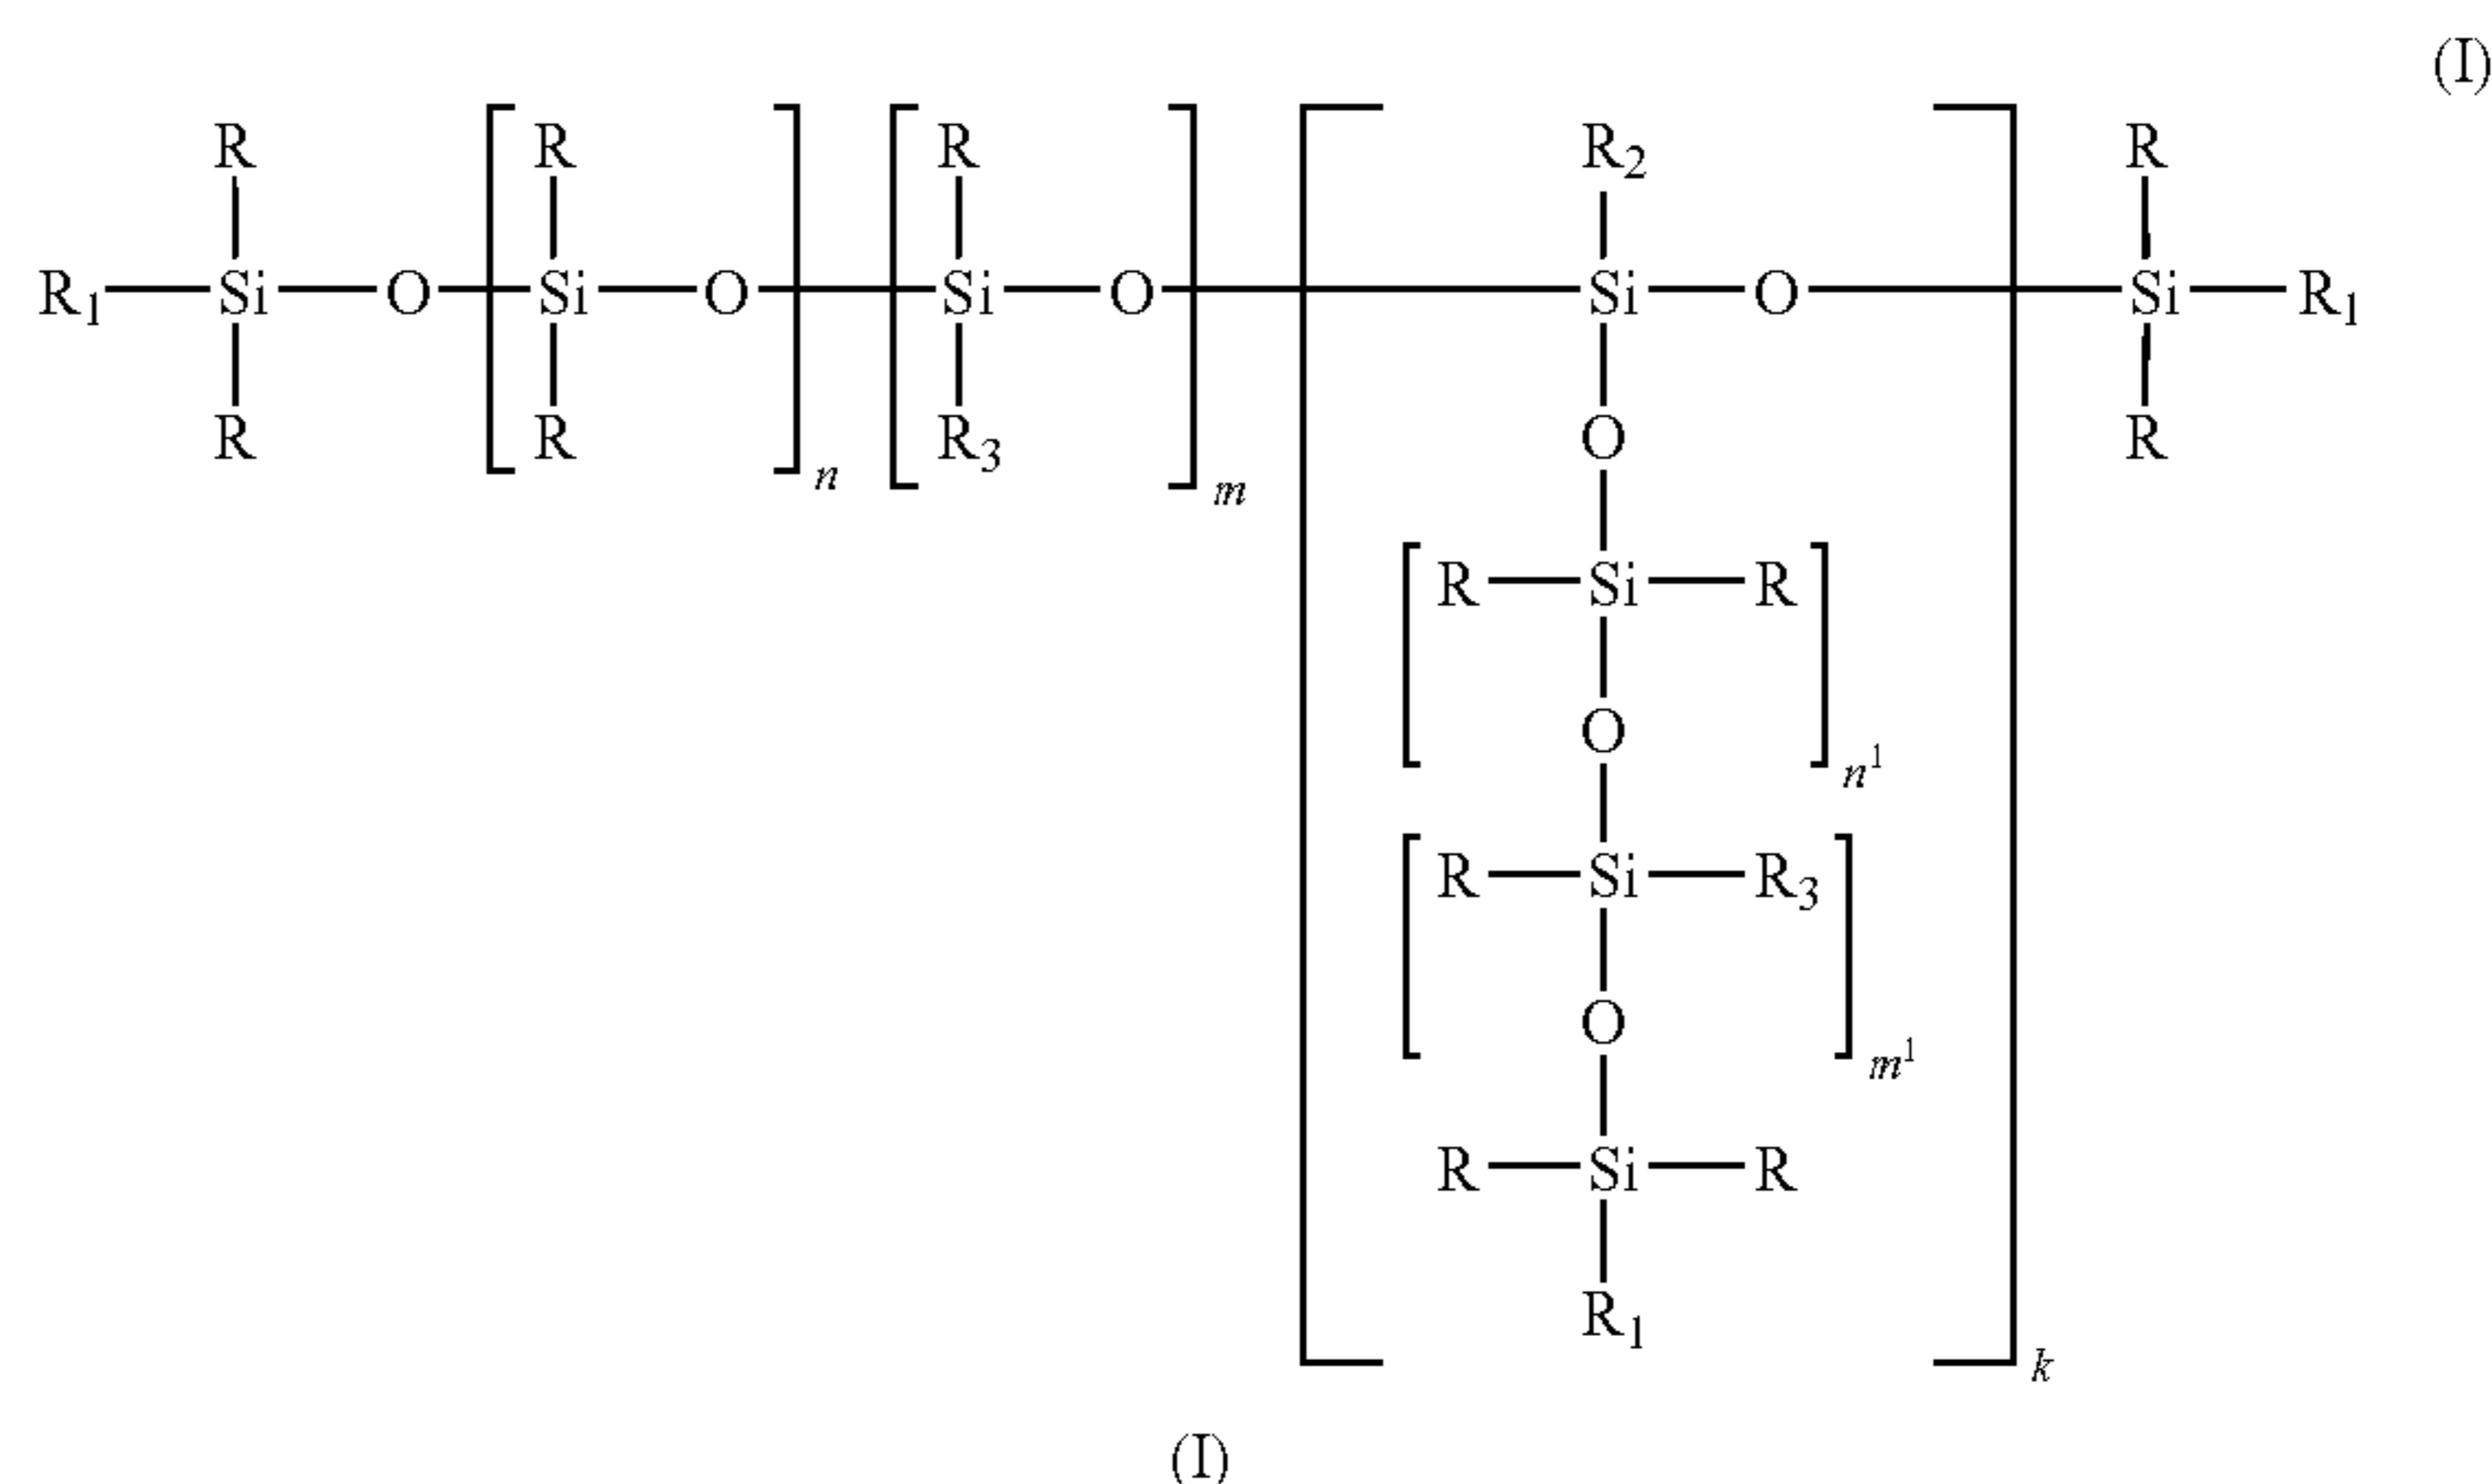 (I)
R R R R2 R
R1 Si O Si O Si O Si O Si R1
R R R3 O R
n m
R Si R
O
n1
R Si R3
O
m1
R Si R
R1
k
(I)